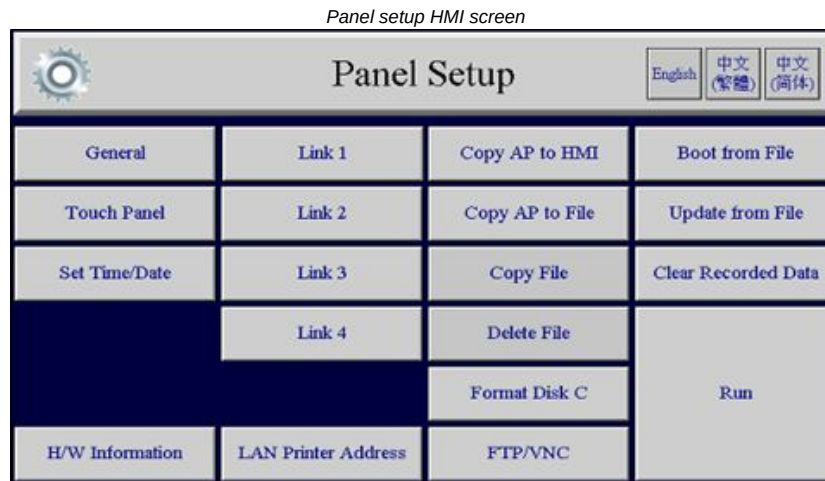 Panel setup HMI screen
Panel Setup
English
中文
(繁體)
中文
(简体)
General
Link 1
Copy AP to HMI
Boot from File
Touch Panel
Link 2
Copy AP to File
Update from File
Set Time/Date
Link 3
Copy File
Clear Recorded Data
Link 4
Delete File
Format Disk C
Run
H/W Information
LAN Printer Address
FTP/VNC